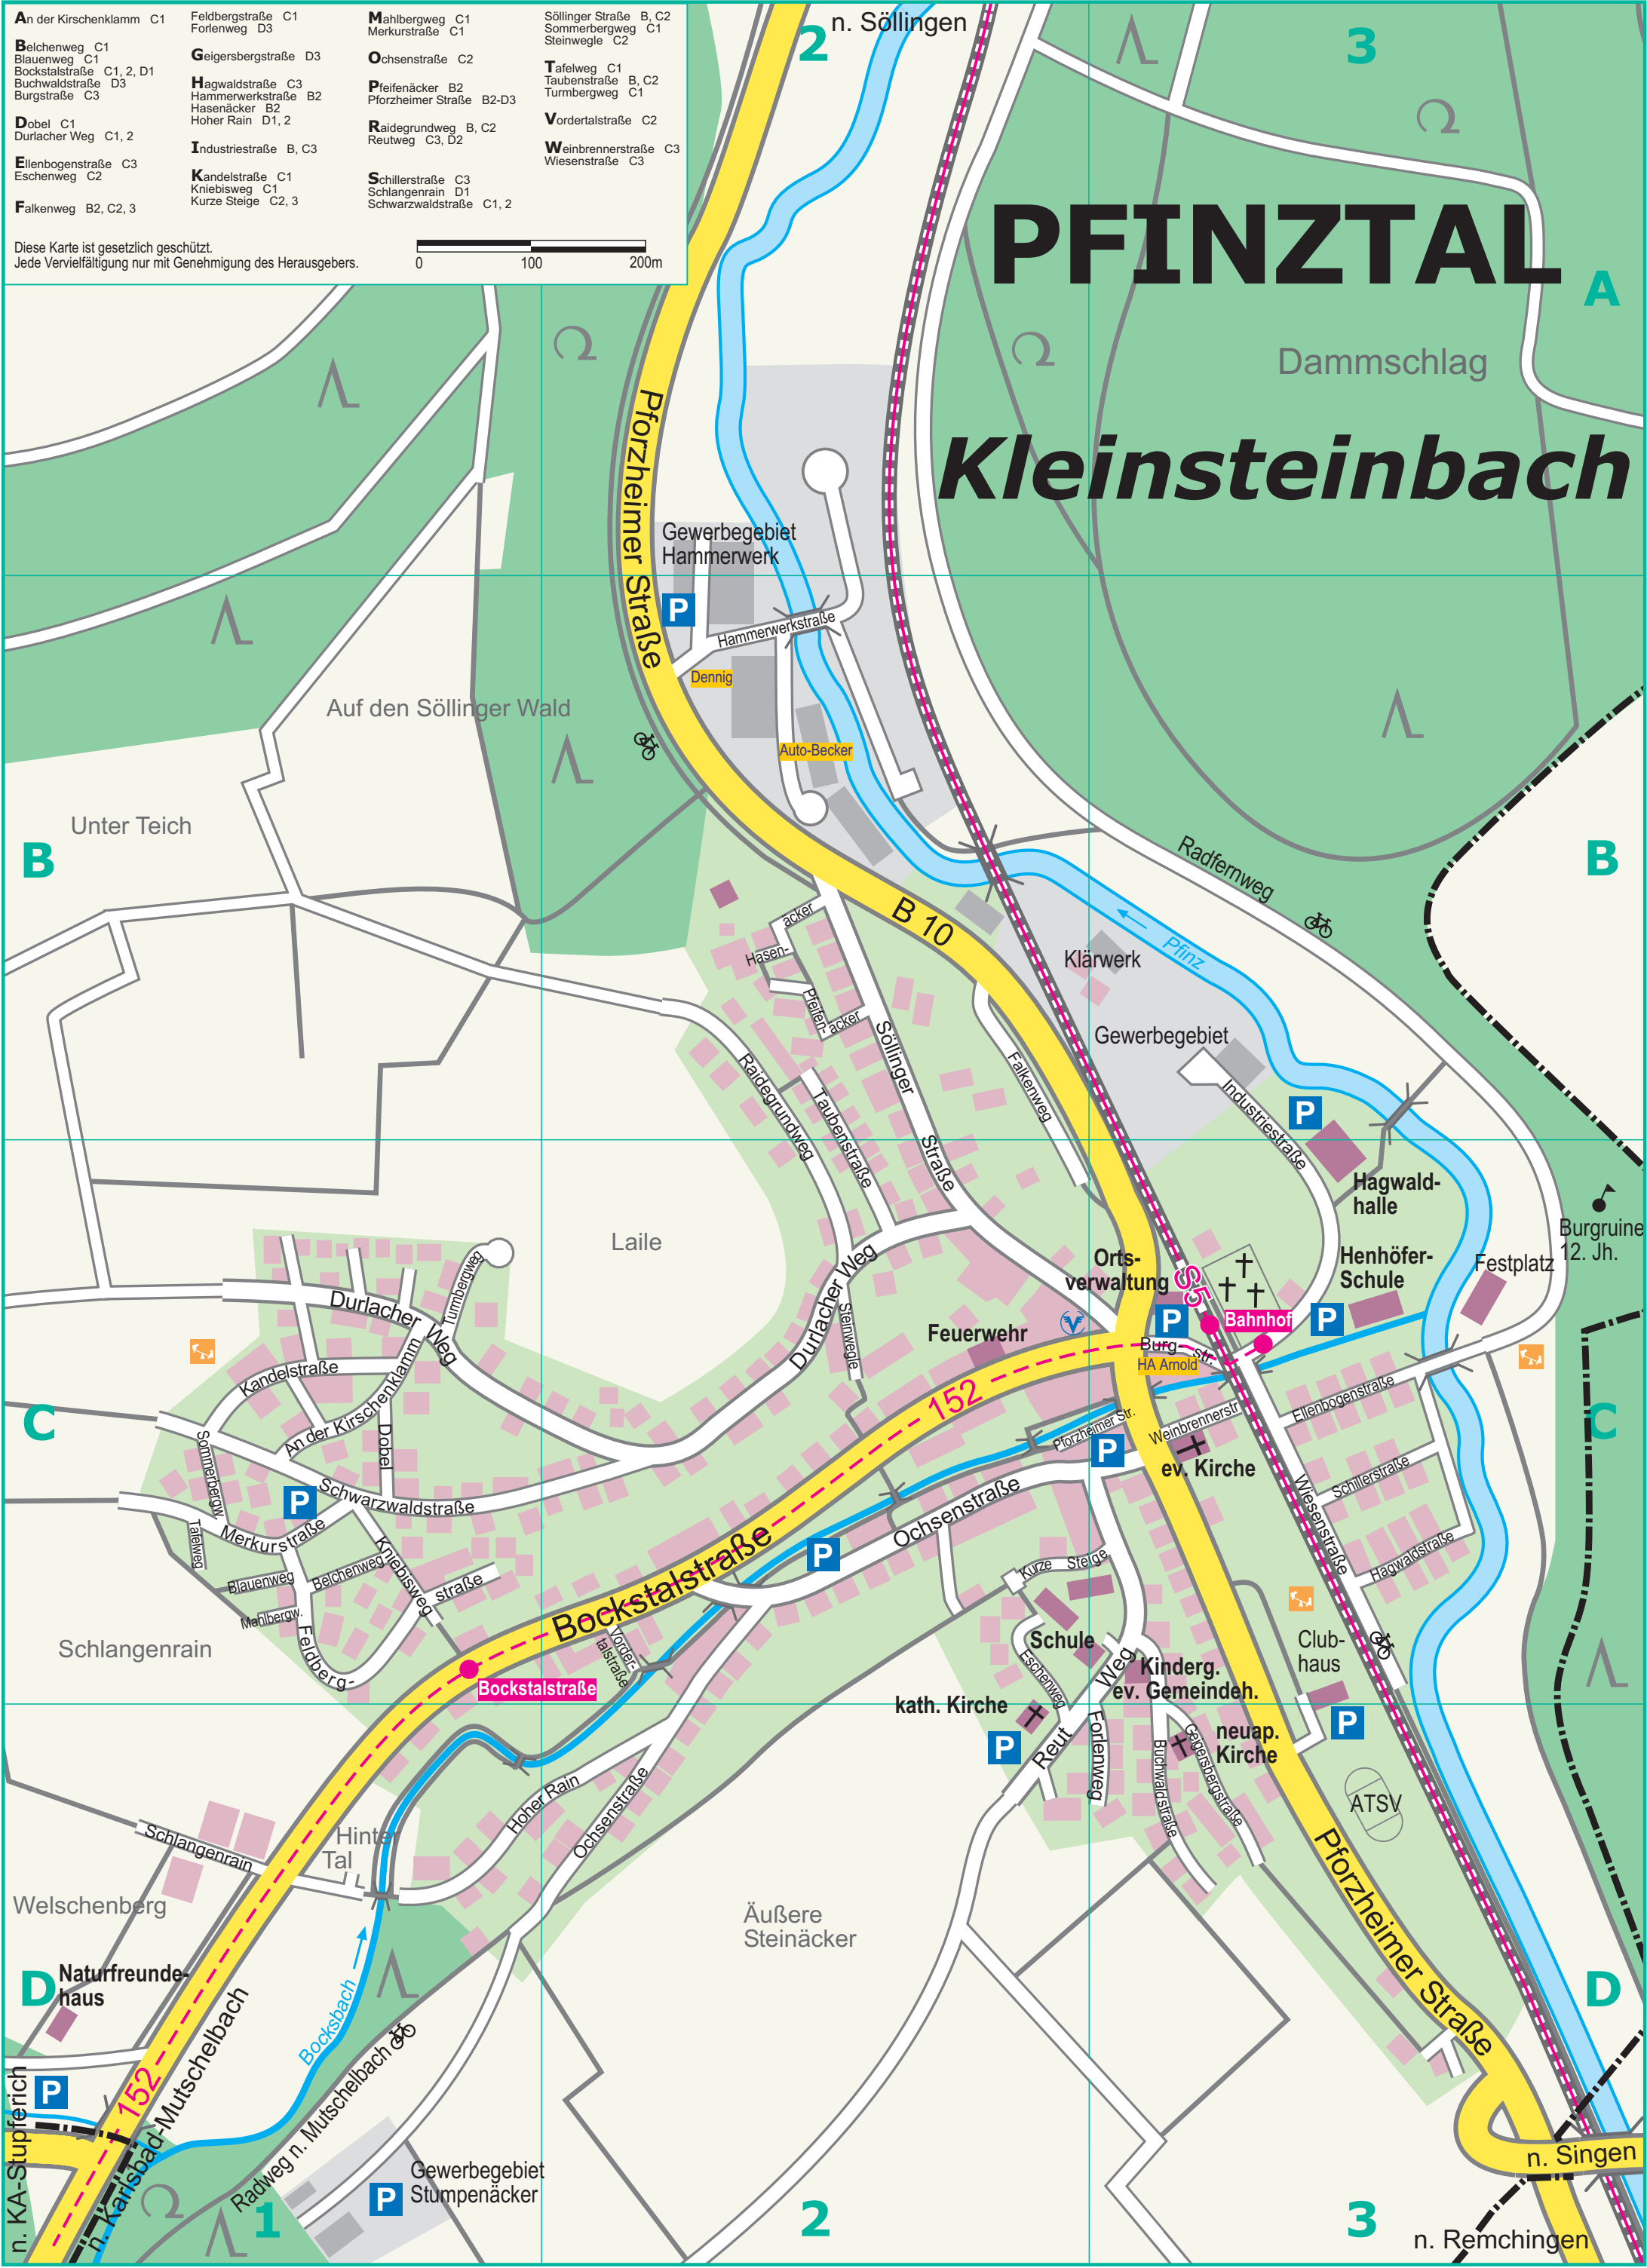 An der Kirschenklamm C1
Belchenweg C1
Blauenweg C1
Bockstalstraße C1, 2, D1
Buchwaldstraße D3
Burgstraße C3
Dobel C1
Durlacher Weg C1, 2
Ellenbogenstraße C3
Eschenweg C2
Falkenweg B2, C2, 3
Feldbergstraße C1
Forlenweg D3
Geigersbergstraße D3
Hagwaldstraße C3
Hammerwerkstraße B2
Hasenäcker B2
Hoher Rain D1, 2
Industriestraße B, C3
Kandelstraße C1
Kniebisweg C1
Kurze Steige C2, 3
Mahlbergweg C1
Merkurstraße C1
Ochsenstraße C2
Pfeifenäcker B2
Pforzheimer Straße B2-D3
Raidegrundweg B, C2
Reutweg C3, D2
Schillerstraße C3
Schlangenrain D1
Schwarzwaldstraße C1, 2
Söllinger Straße B, C2
Sommerbergweg C1
Steinwegle C2
Tafelweg C1
Taubenstraße B, C2
Turmbergweg C1
Vordertalstraße C2
Weinbrennerstraße C3
Wiesenstraße C3
Diese Karte ist gesetzlich geschützt.
Jede Vervielfältigung nur mit Genehmigung des Herausgebers.
0 100 200m
2
n. Söllingen
3
PFINZTAL
A
Dammschlag
Kleinsteinbach
Pforzheimer Straße
Gewerbegebiet
Hammerwerk
P
Hammerwerkstraße
Dennig
Auf den Söllinger Wald
Auto-Becker
Unter Teich
B
Radfernweg
B
B 10
Hasen-
äcker
Pfeifen-
äcker
Klärwerk
Pfinz
Gewerbegebiet
Söllinger
Straße
Raidegrundweg
Taubenstraße
Falkenweg
Industriestraße
P
Hagwald-
halle
Burgruine
12. Jh.
Laile
Turmbergweg
Durlacher Weg
Durlacher Weg
Steinwegle
Orts-
verwaltung
S5
Henhöfer-
Schule
Festplatz
Feuerwehr
P
Bahnhof
P
Burg-
str.
HA Arnold
Kandelstraße
An der Kirschenklamm
Dobel
152
Pforzheimer Str.
Weinbrennerstr
Ellenbogenstraße
C
C
Sommerbergw.
Schwarzwaldstraße
P
P
ev. Kirche
Schillerstraße
Tafelweg
Merkurstraße
Kniebisweg
Ochsenstraße
Wiesenstraße
Blauenweg
Belchenweg
Bockstalstraße
P
Kurze Steige
Hagwaldstraße
Mahlbergw.
Feldberg-
straße
Schlangenrain
Vorder-
talstraße
Bockstalstraße
Schule
Eschenweg
Reut
Weg
Kinderg.
ev. Gemeindeh.
Club-
haus
kath. Kirche
P
Forlenweg
Buchwaldstraße
Geigersbergstraße
neuap.
Kirche
P
ATSV
Hoher Rain
Ochsenstraße
Schlangenrain
Hinter
Tal
Welschenberg
Äußere
Steinäcker
Pforzheimer Straße
D
Naturfreunde-
haus
D
Bocksbach
152
P
n. KA-Stupferich
n. Karlsbad-Mutschelbach
Radweg n. Mutschelbach
Gewerbegebiet
Stumpenäcker
P
n. Singen
1
2
3
n. Remchingen